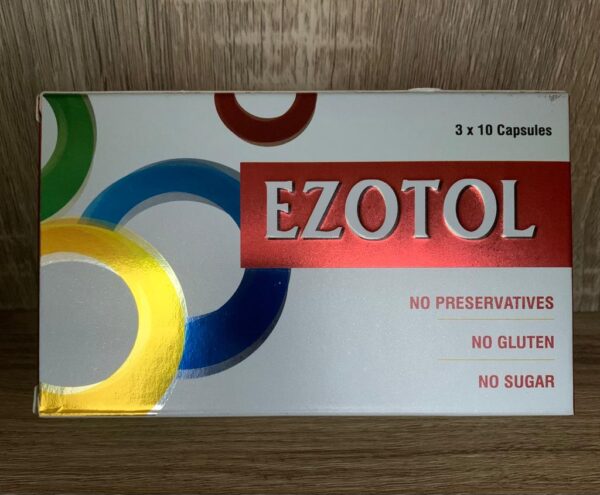 3 x 10 Capsules
EZOTOL
NO PRESERVATIVES
NO GLUTEN
NO SUGAR